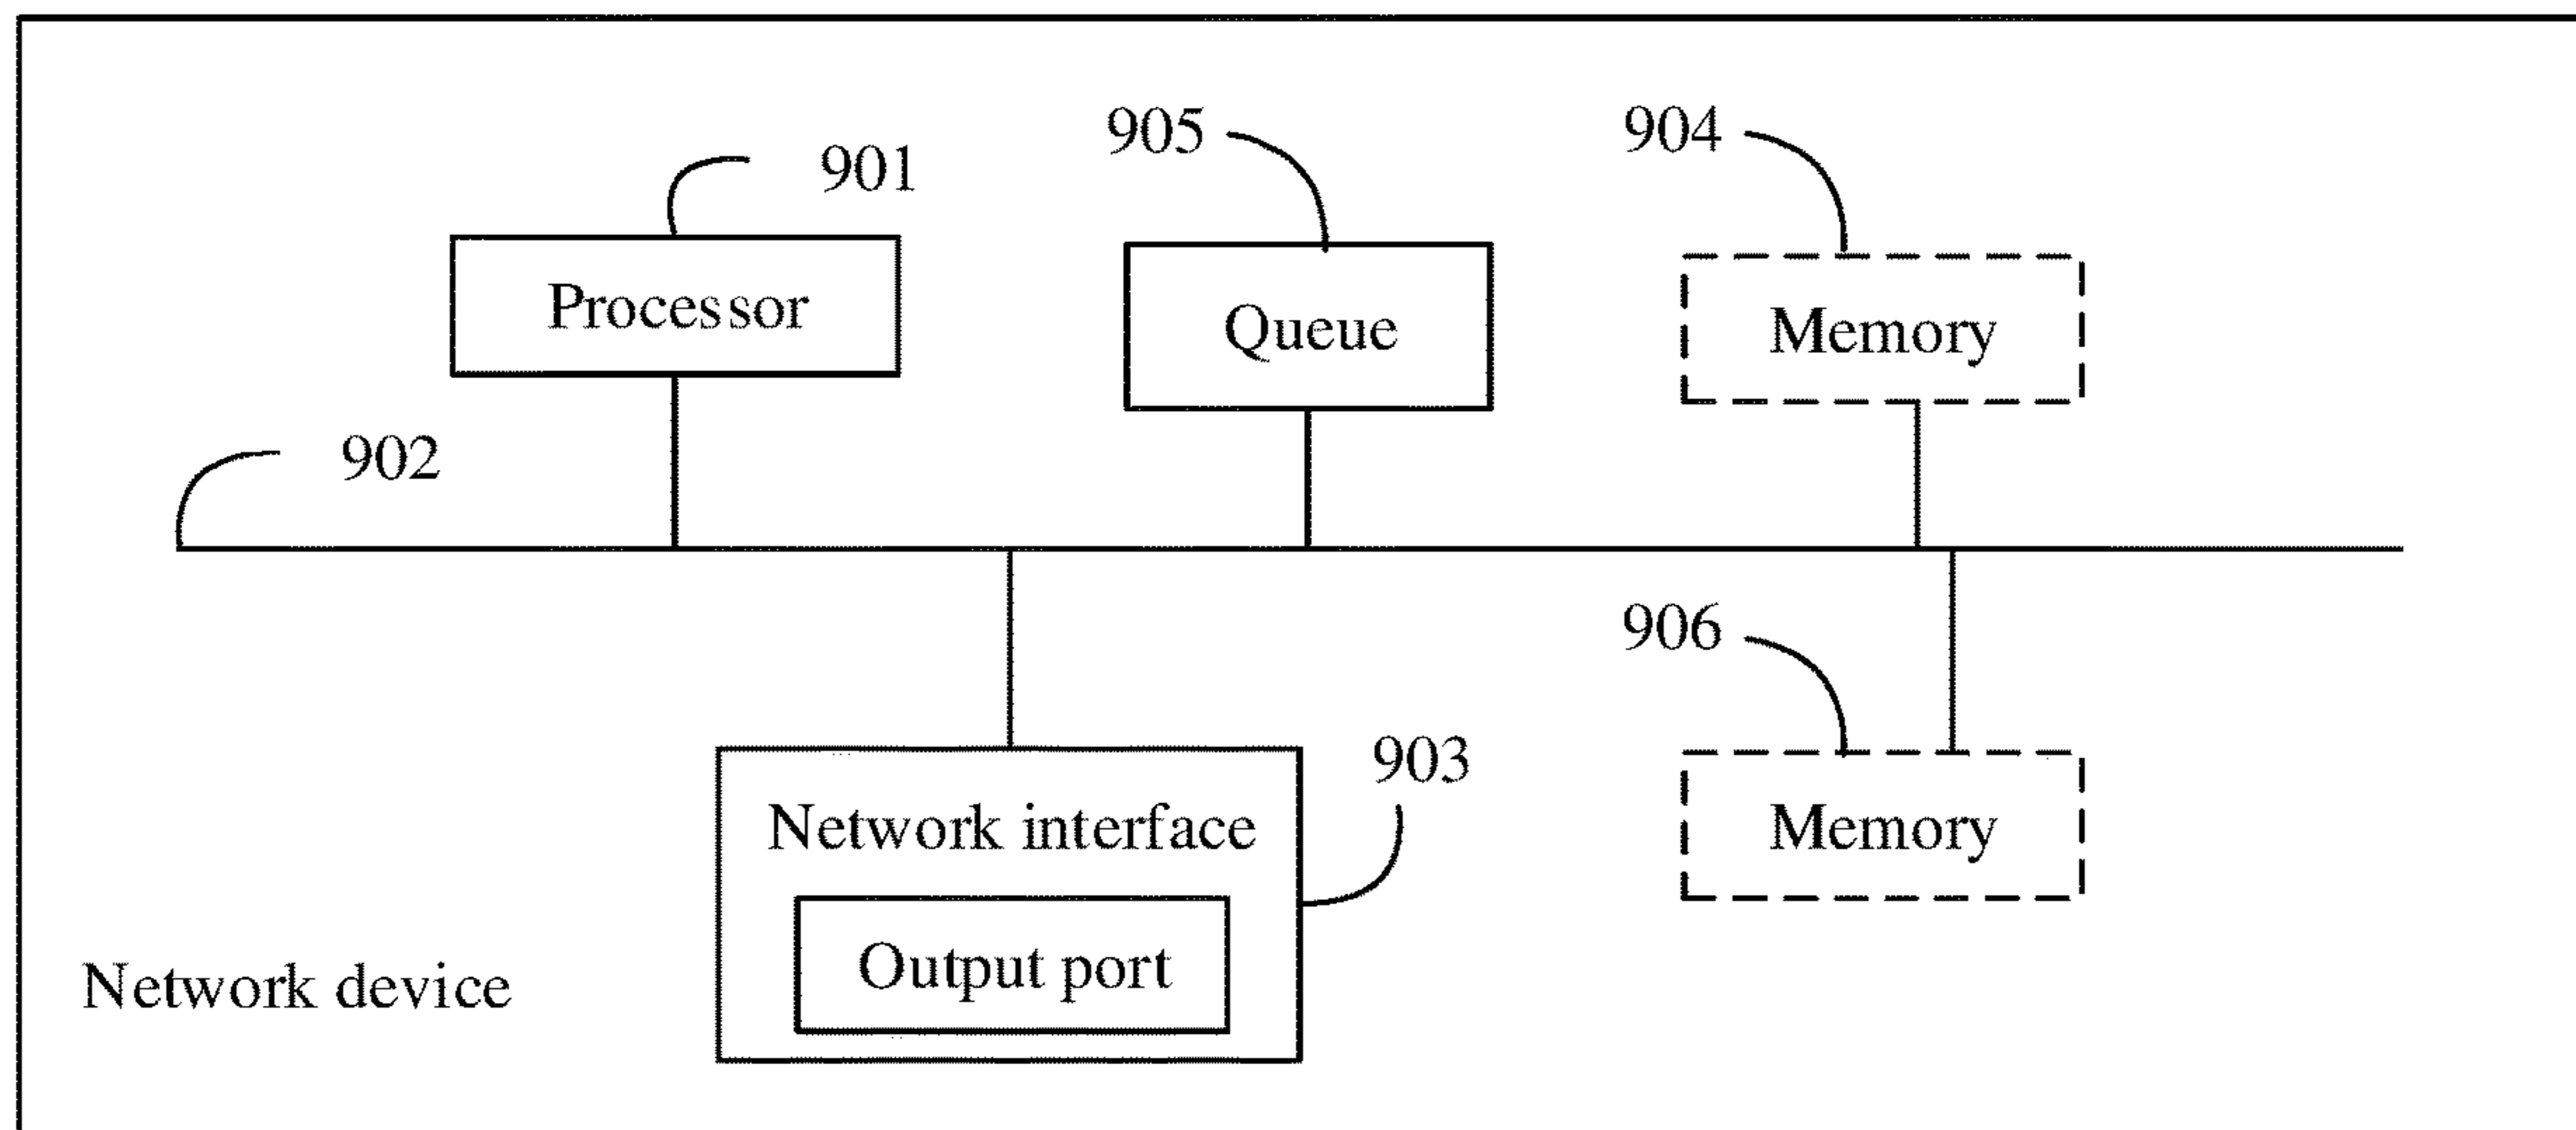 905
904
901
Processor
Queue
Memory
902
906
903
Network interface
Memory
Output port
Network device